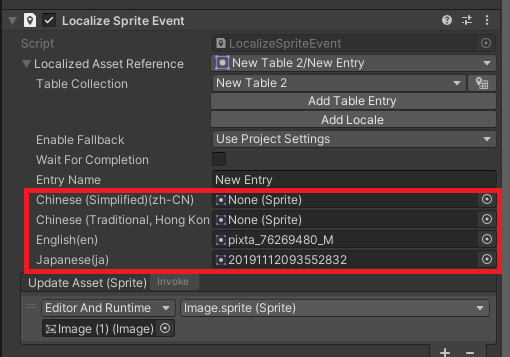 Localize Sprite Event
Script LocalizeSpriteEvent
Localized Asset Reference New Table 2/New Entry
Table Collection New Table 2
Add Table Entry
Add Locale
Enable Fallback Use Project Settings
Wait For Completion
Entry Name New Entry
Chinese (Simplified)(zh-CN) None (Sprite)
Chinese (Traditional, Hong Kon None (Sprite)
English(en) pixta_76269480_M
Japanese(ja) 20191112093552832
Update Asset (Sprite) Invoke
Editor And Runtime Image.sprite (Sprite)
Image (1) (Image)